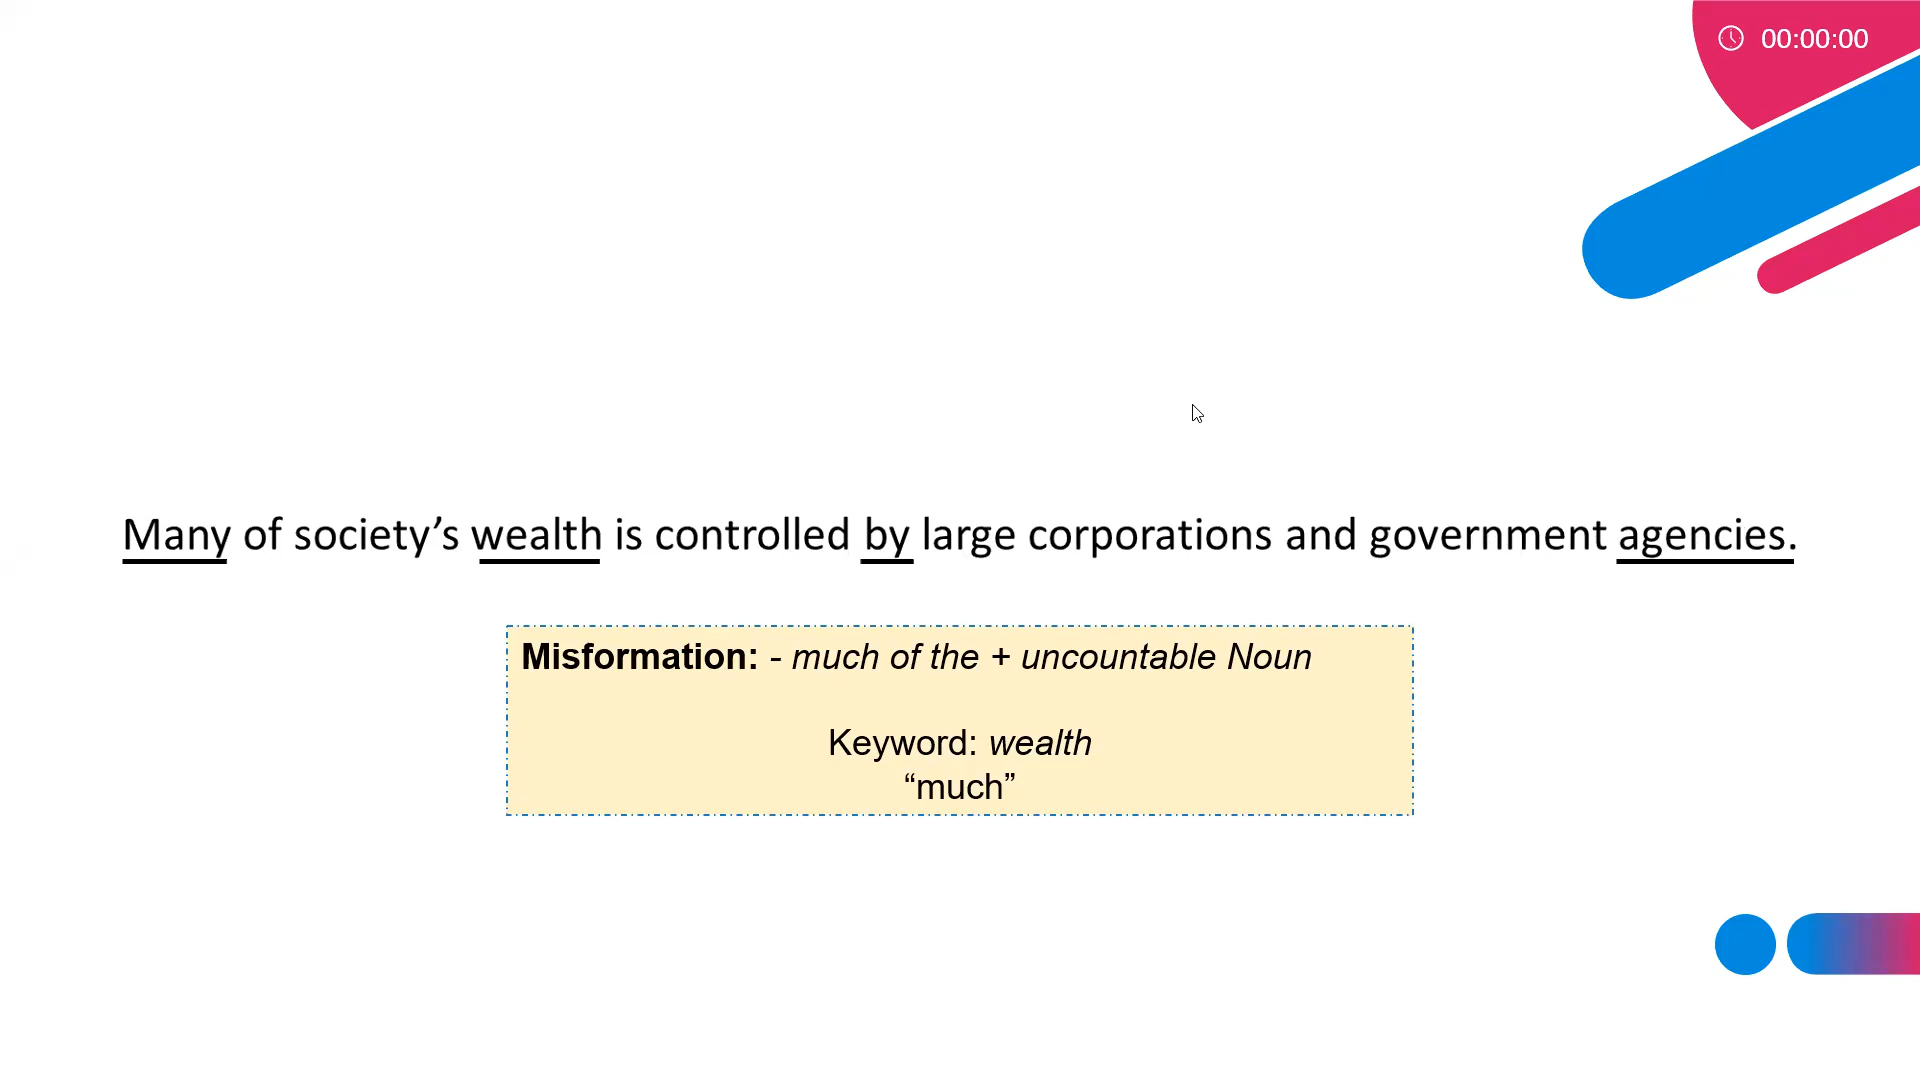 00:00:00
Many of society’s wealth is controlled by large corporations and government agencies.
Misformation: - much of the + uncountable Noun
Keyword: wealth
“much”